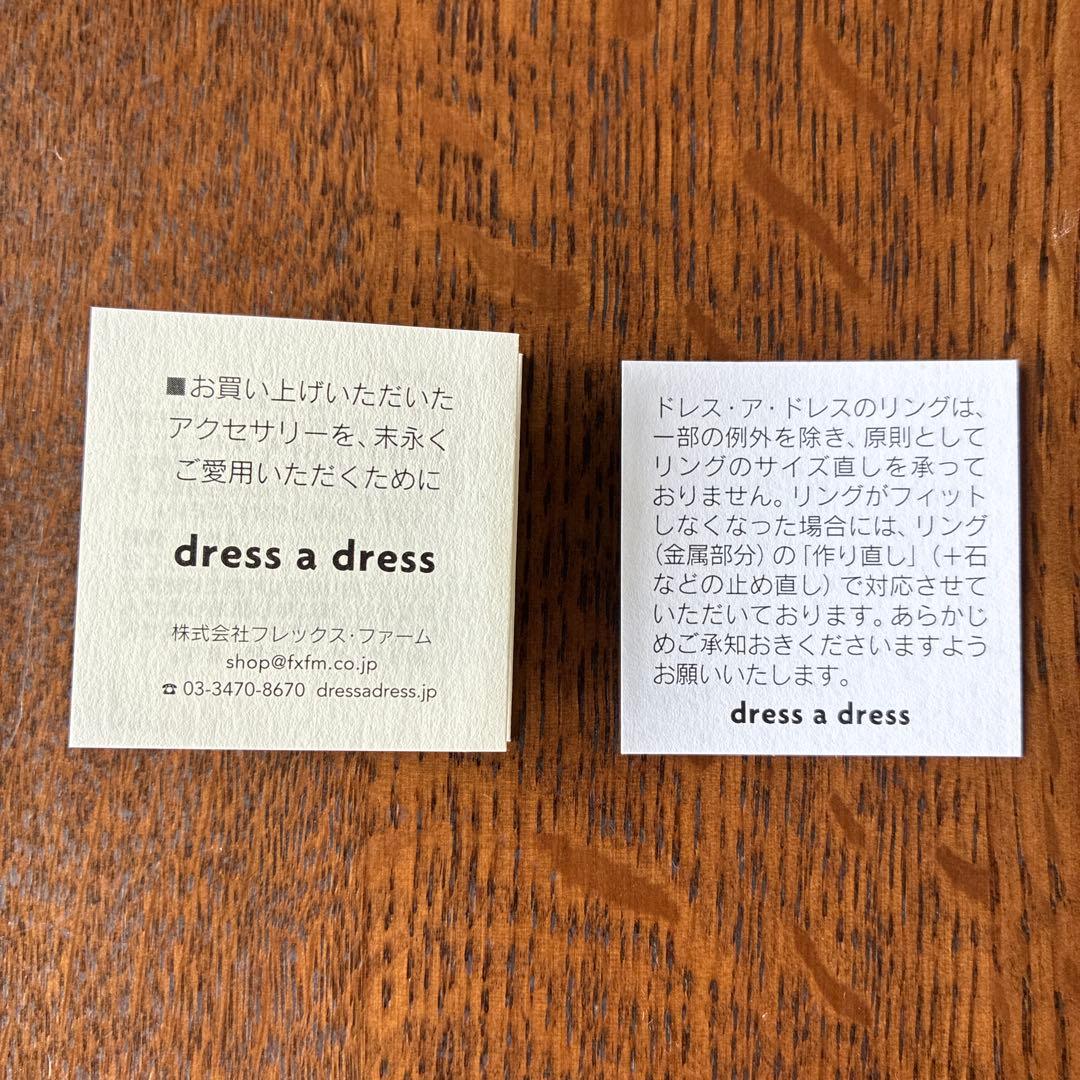 ■お買い上げいただいた
アクセサリーを、末永く
ご愛用いただくために
dress a dress
株式会社フレックス・ファーム
shop@fxfm.co.jp
☎ 03-3470-8670 dressadress.jp
ドレス・ア・ドレスのリングは、
一部の例外を除き、原則として
リングのサイズ直しを承って
おりません。リングがフィット
しなくなった場合には、リング
(金属部分)の「作り直し」(+石
などの止め直し)で対応させて
いただいております。あらかじ
めご承知おきくださいますよう
お願いいたします。
dress a dress